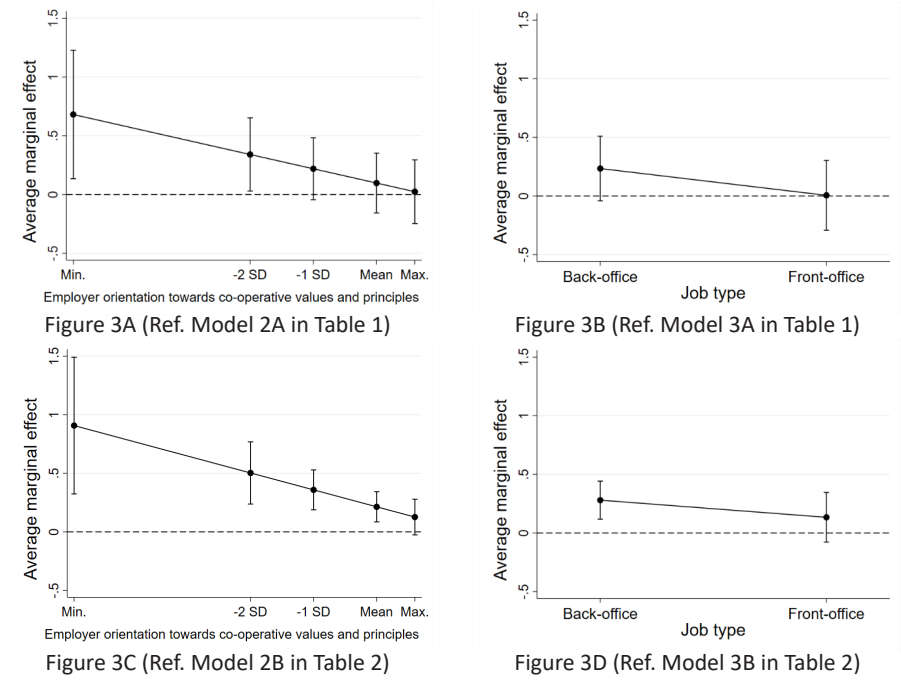 1.5
1
.5
0
-.5
Average marginal effect
Min.
-2 SD
-1 SD
Mean
Max.
Employer orientation towards co-operative values and principles
Figure 3A (Ref. Model 2A in Table 1)
1.5
1
.5
0
-.5
Average marginal effect
Back-office
Front-office
Job type
Figure 3B (Ref. Model 3A in Table 1)
1.5
1
.5
0
-.5
Average marginal effect
Min.
-2 SD
-1 SD
Mean
Max.
Employer orientation towards co-operative values and principles
Figure 3C (Ref. Model 2B in Table 2)
1.5
1
.5
0
-.5
Average marginal effect
Back-office
Front-office
Job type
Figure 3D (Ref. Model 3B in Table 2)